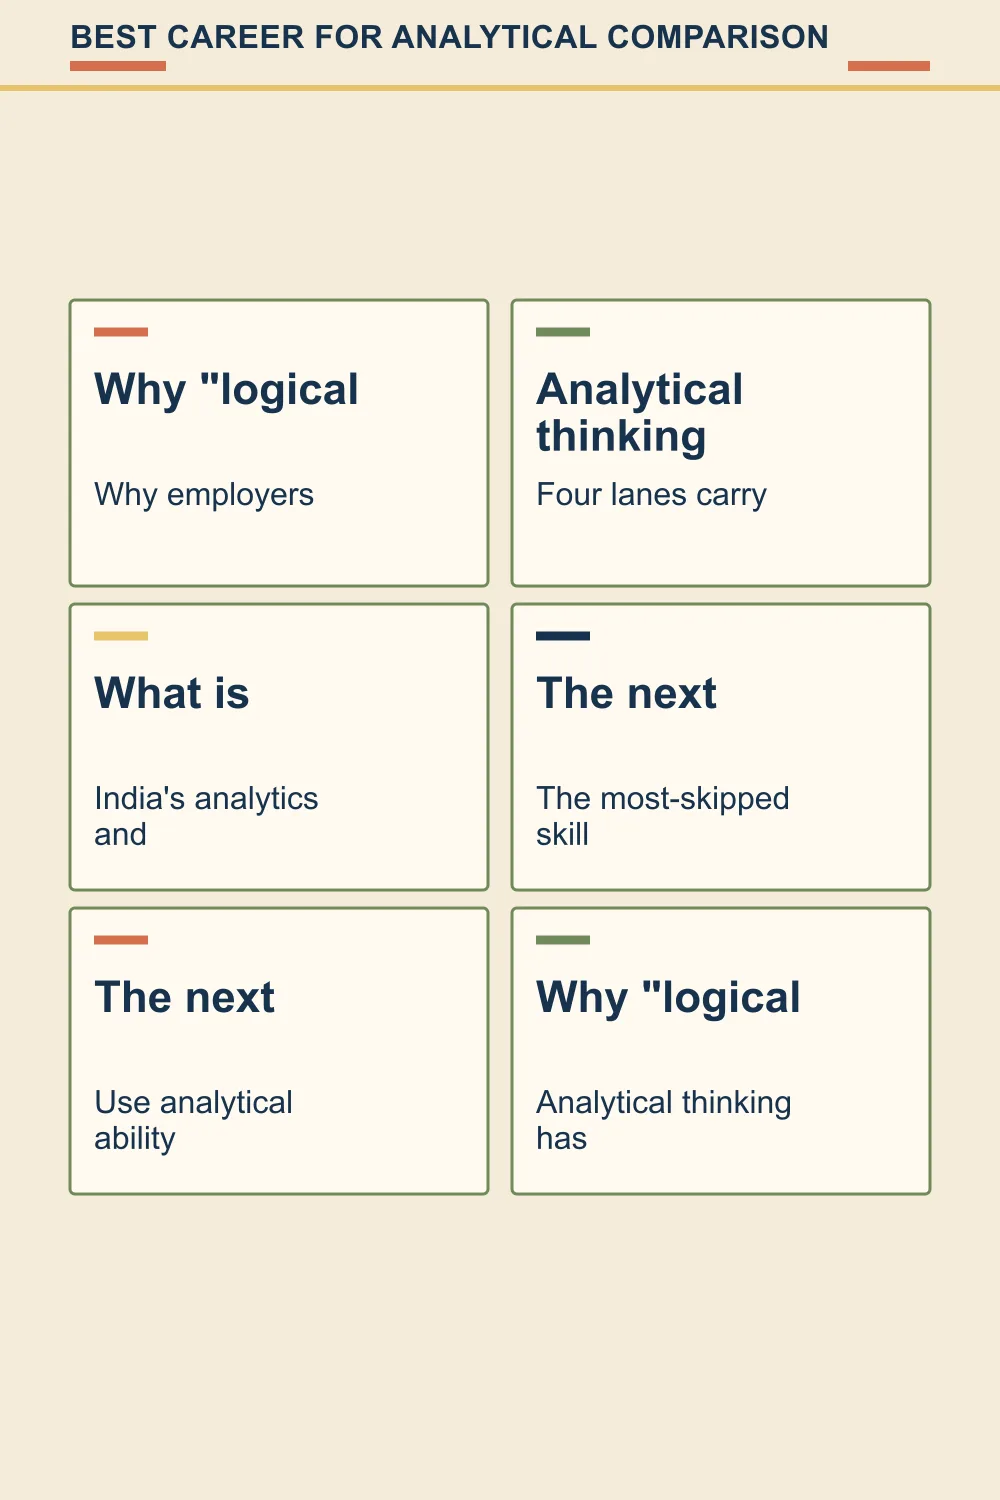 BEST CAREER FOR ANALYTICAL COMPARISON
Why "logical
Why employers
Analytical
thinking
Four lanes carry
What is
India's analytics
and
The next
The most-skipped
skill
The next
Use analytical
ability
Why "logical
Analytical thinking
has